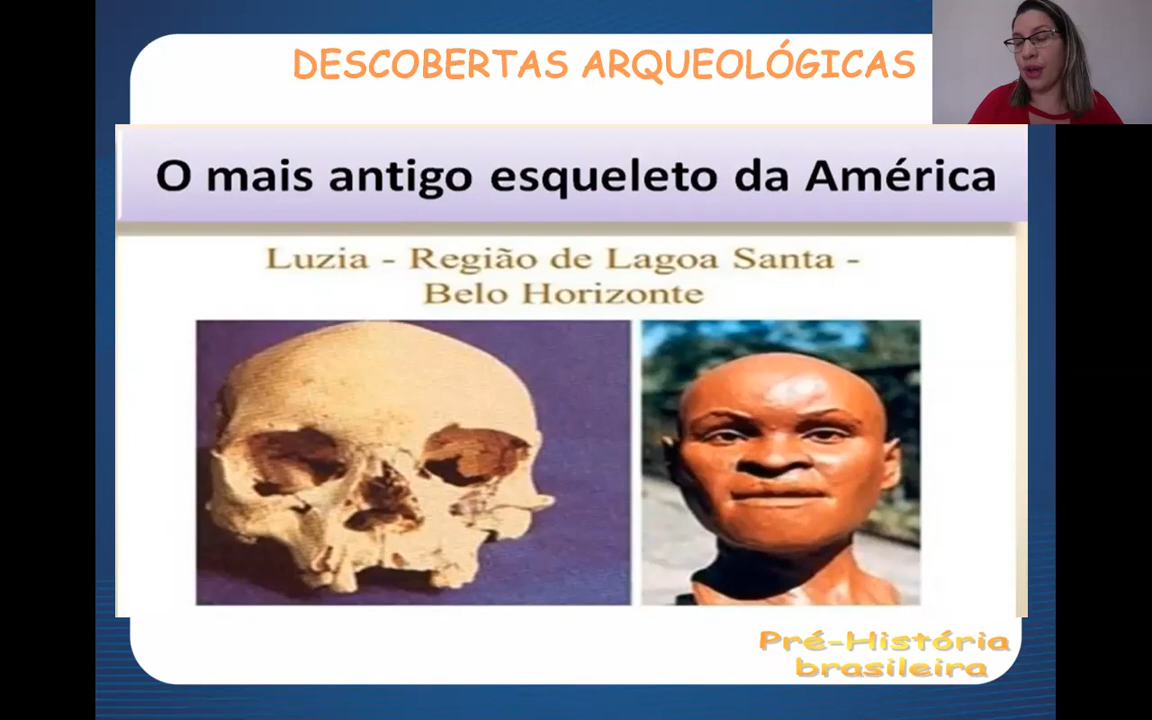 DESCOBERTAS ARQUEOLÓGICAS
O mais antigo esqueleto da América
Luzia - Região de Lagoa Santa -
Belo Horizonte
Pré-História
brasileira